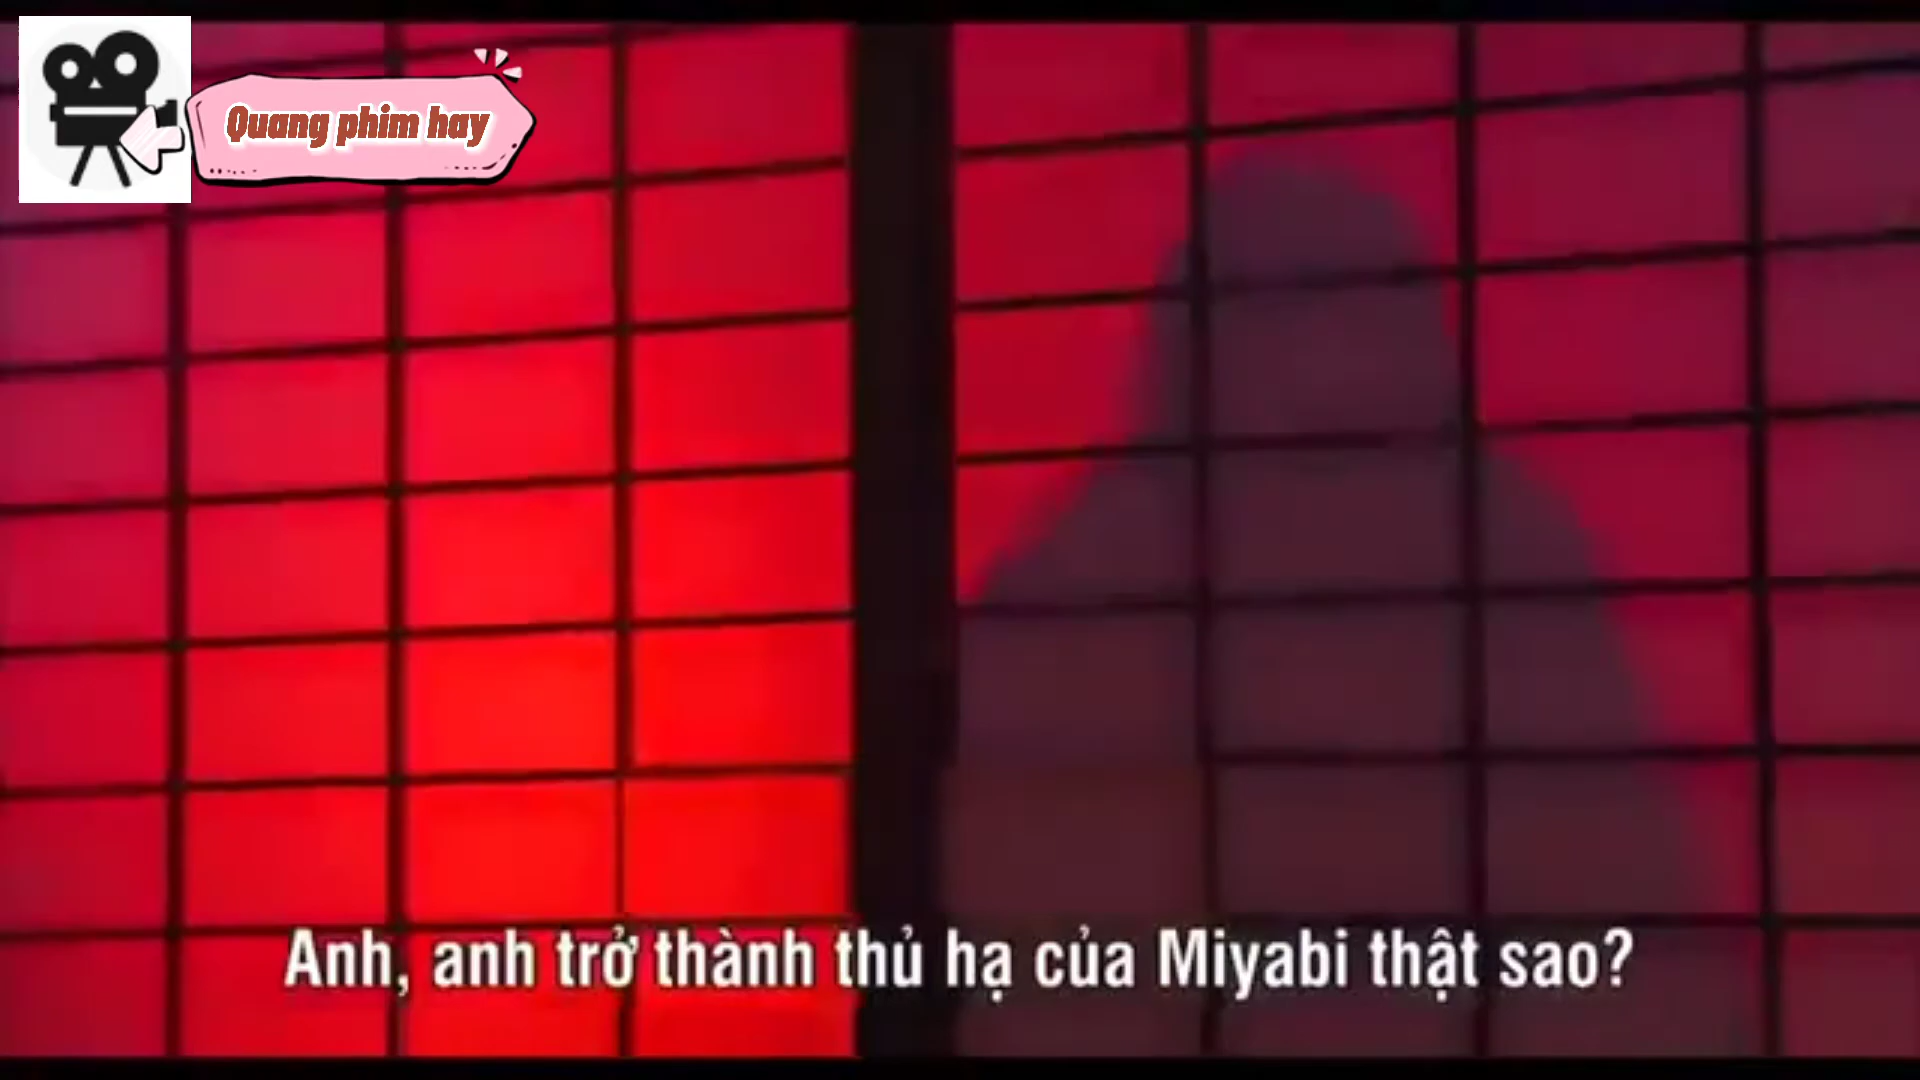 Quang phim hay
Anh, anh trở thành thủ hạ của Miyabi thật sao?